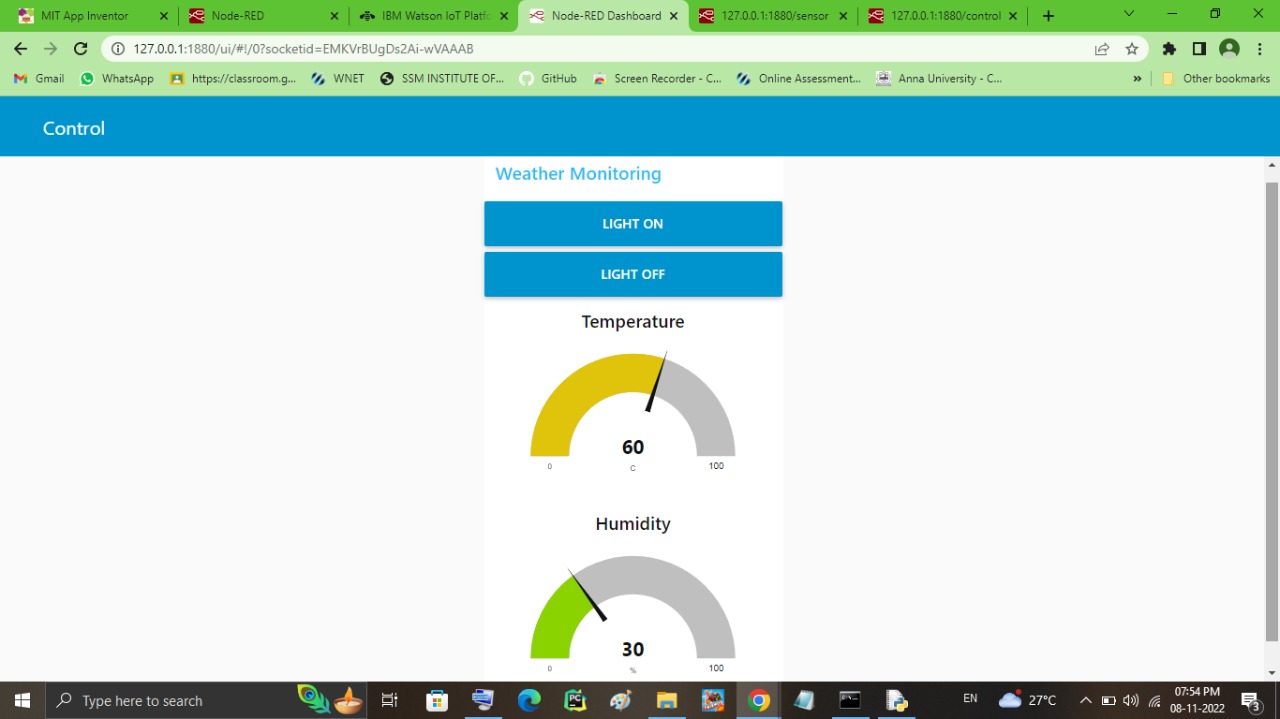 MIT App Inventor
Node-RED
IBM Watson IoT Platfo
Node-RED Dashboard
127.0.0.1:1880/sensor
127.0.0.1:1880/control
127.0.0.1:1880/ui/#!/0?socketid=EMKVrBUgDs2Ai-wVAAAB
Gmail
WhatsApp
https://classroom.g...
WNET
SSM INSTITUTE OF...
GitHub
Screen Recorder - C...
Online Assessment...
Anna University - C...
»
Other bookmarks
Control
Weather Monitoring
LIGHT ON
LIGHT OFF
Temperature
60
C
0
100
Humidity
30
%
0
100
Type here to search
PC
EN
27°C
07:54 PM
08-11-2022
3